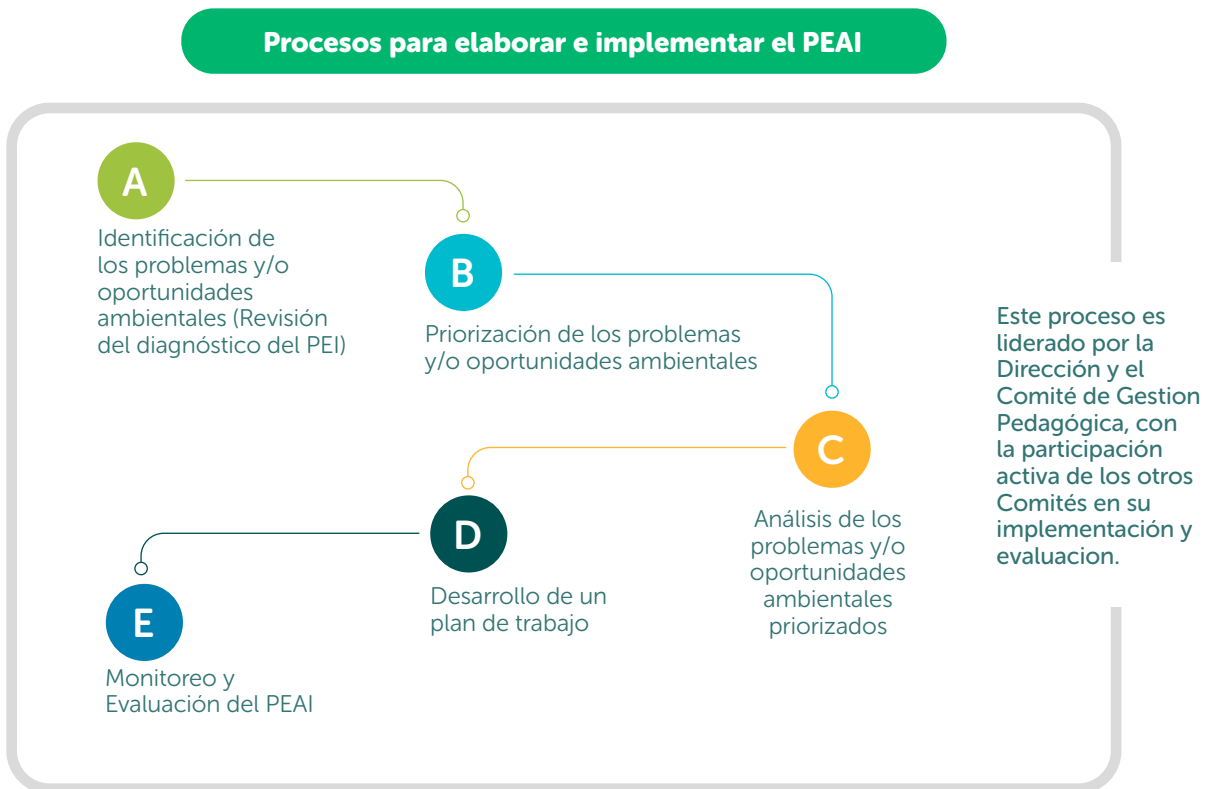 Procesos para elaborar e implementar el PEAI
A
Identificación de
los problemas y/o
oportunidades
ambientales (Revisión
del diagnóstico del PEI)
B
Priorización de los problemas
y/o oportunidades ambientales
C
Análisis de los
problemas y/o
oportunidades
ambientales
priorizados
D
Desarrollo de un
plan de trabajo
E
Monitoreo y
Evaluación del PEAI
Este proceso es
liderado por la
Dirección y el
Comité de Gestion
Pedagógica, con
la participación
activa de los otros
Comités en su
implementación y
evaluacion.